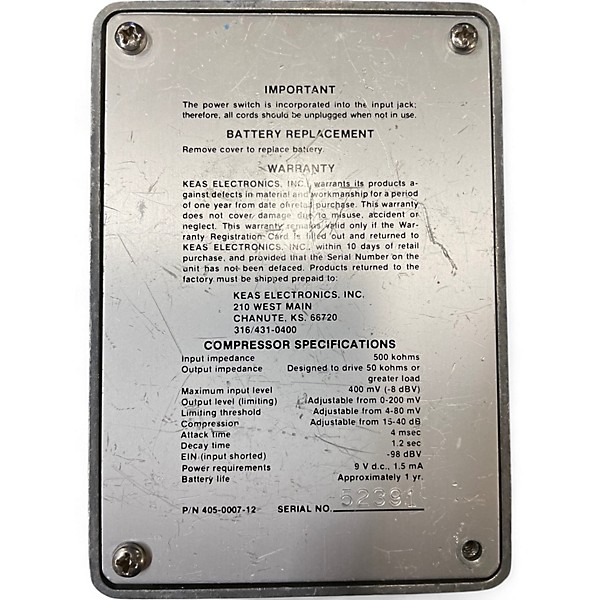 IMPORTANT
The power switch is incorporated into the input jack;
therefore, all cords should be unplugged when not in use.
BATTERY REPLACEMENT
Remove cover to replace battery.
WARRANTY
KEAS ELECTRONICS, INC. warrants its products a-
gainst defects in material and workmanship for a period
of one year from date of retail purchase. This warranty
does not cover damage due to misuse, accident or
neglect. This warranty remains valid only if the War-
ranty Registration Card is filled out and returned to
KEAS ELECTRONICS, INC., within 10 days of retail
purchase, and provided that the Serial Number on the
unit has not been defaced. Products returned to the
factory must be shipped prepaid to:
KEAS ELECTRONICS, INC.
210 WEST MAIN
CHANUTE, KS. 66720
316/431-0400
COMPRESSOR SPECIFICATIONS
Input impedance 500 kohms
Output impedance Designed to drive 50 kohms or
greater load
Maximum input level 400 mV (-8 dBV)
Output level (limiting) Adjustable from 0-200 mV
Limiting threshold Adjustable from 4-80 mV
Compression Adjustable from 15-40 dB
Attack time 4 msec
Decay time 1.2 sec
EIN (input shorted) -98 dBV
Power requirements 9 V d.c., 1.5 mA
Battery life Approximately 1 yr.
P/N 405-0007-12 SERIAL NO. 52391